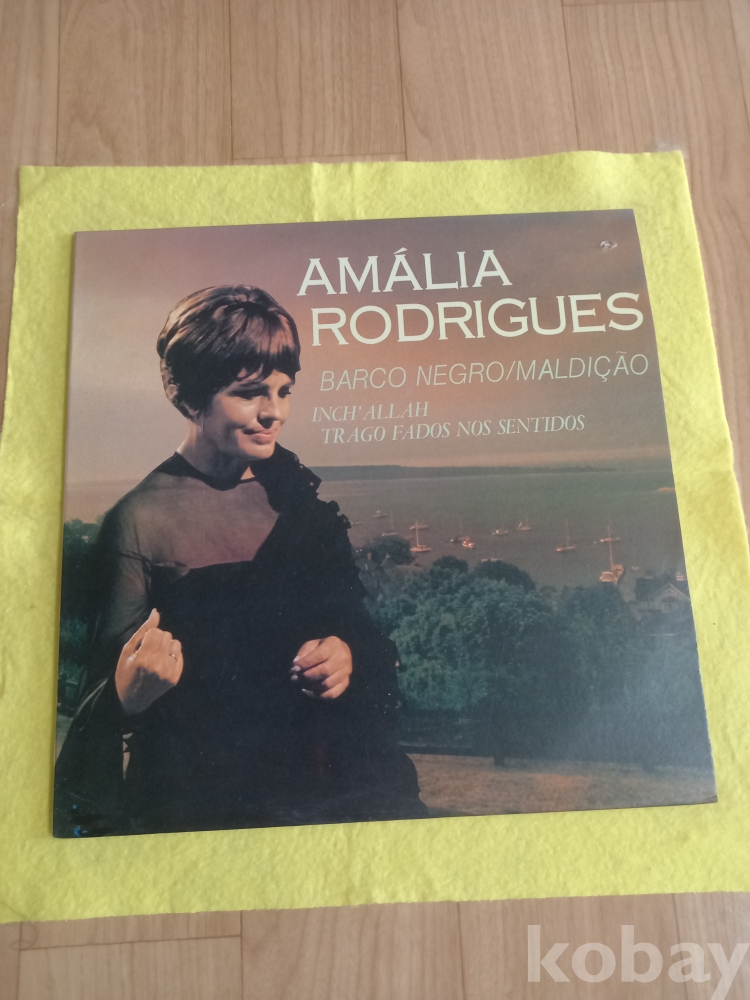 AMÁLIA
RODRIGUES
BARCO NEGRO/MALDIÇÃO
INCH'ALLAH
TRAGO FADOS NOS SENTIDOS
kobay